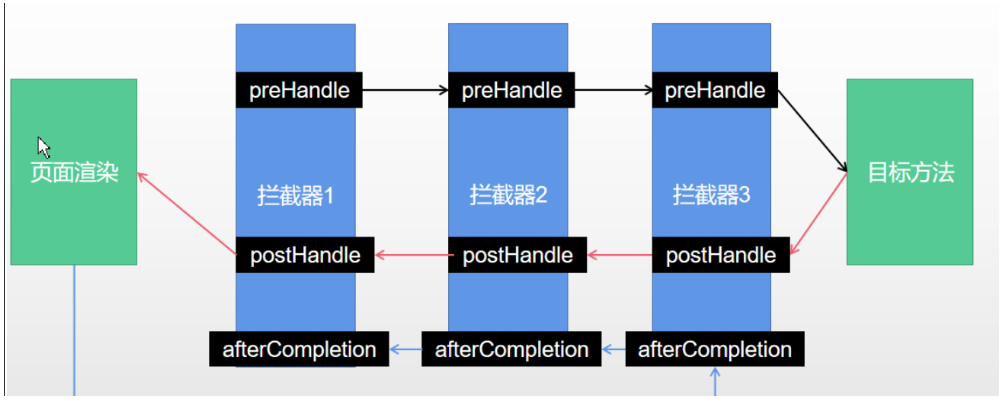 preHandle
preHandle
preHandle
页面渲染
拦截器1
拦截器2
拦截器3
目标方法
postHandle
postHandle
postHandle
afterCompletion
afterCompletion
afterCompletion